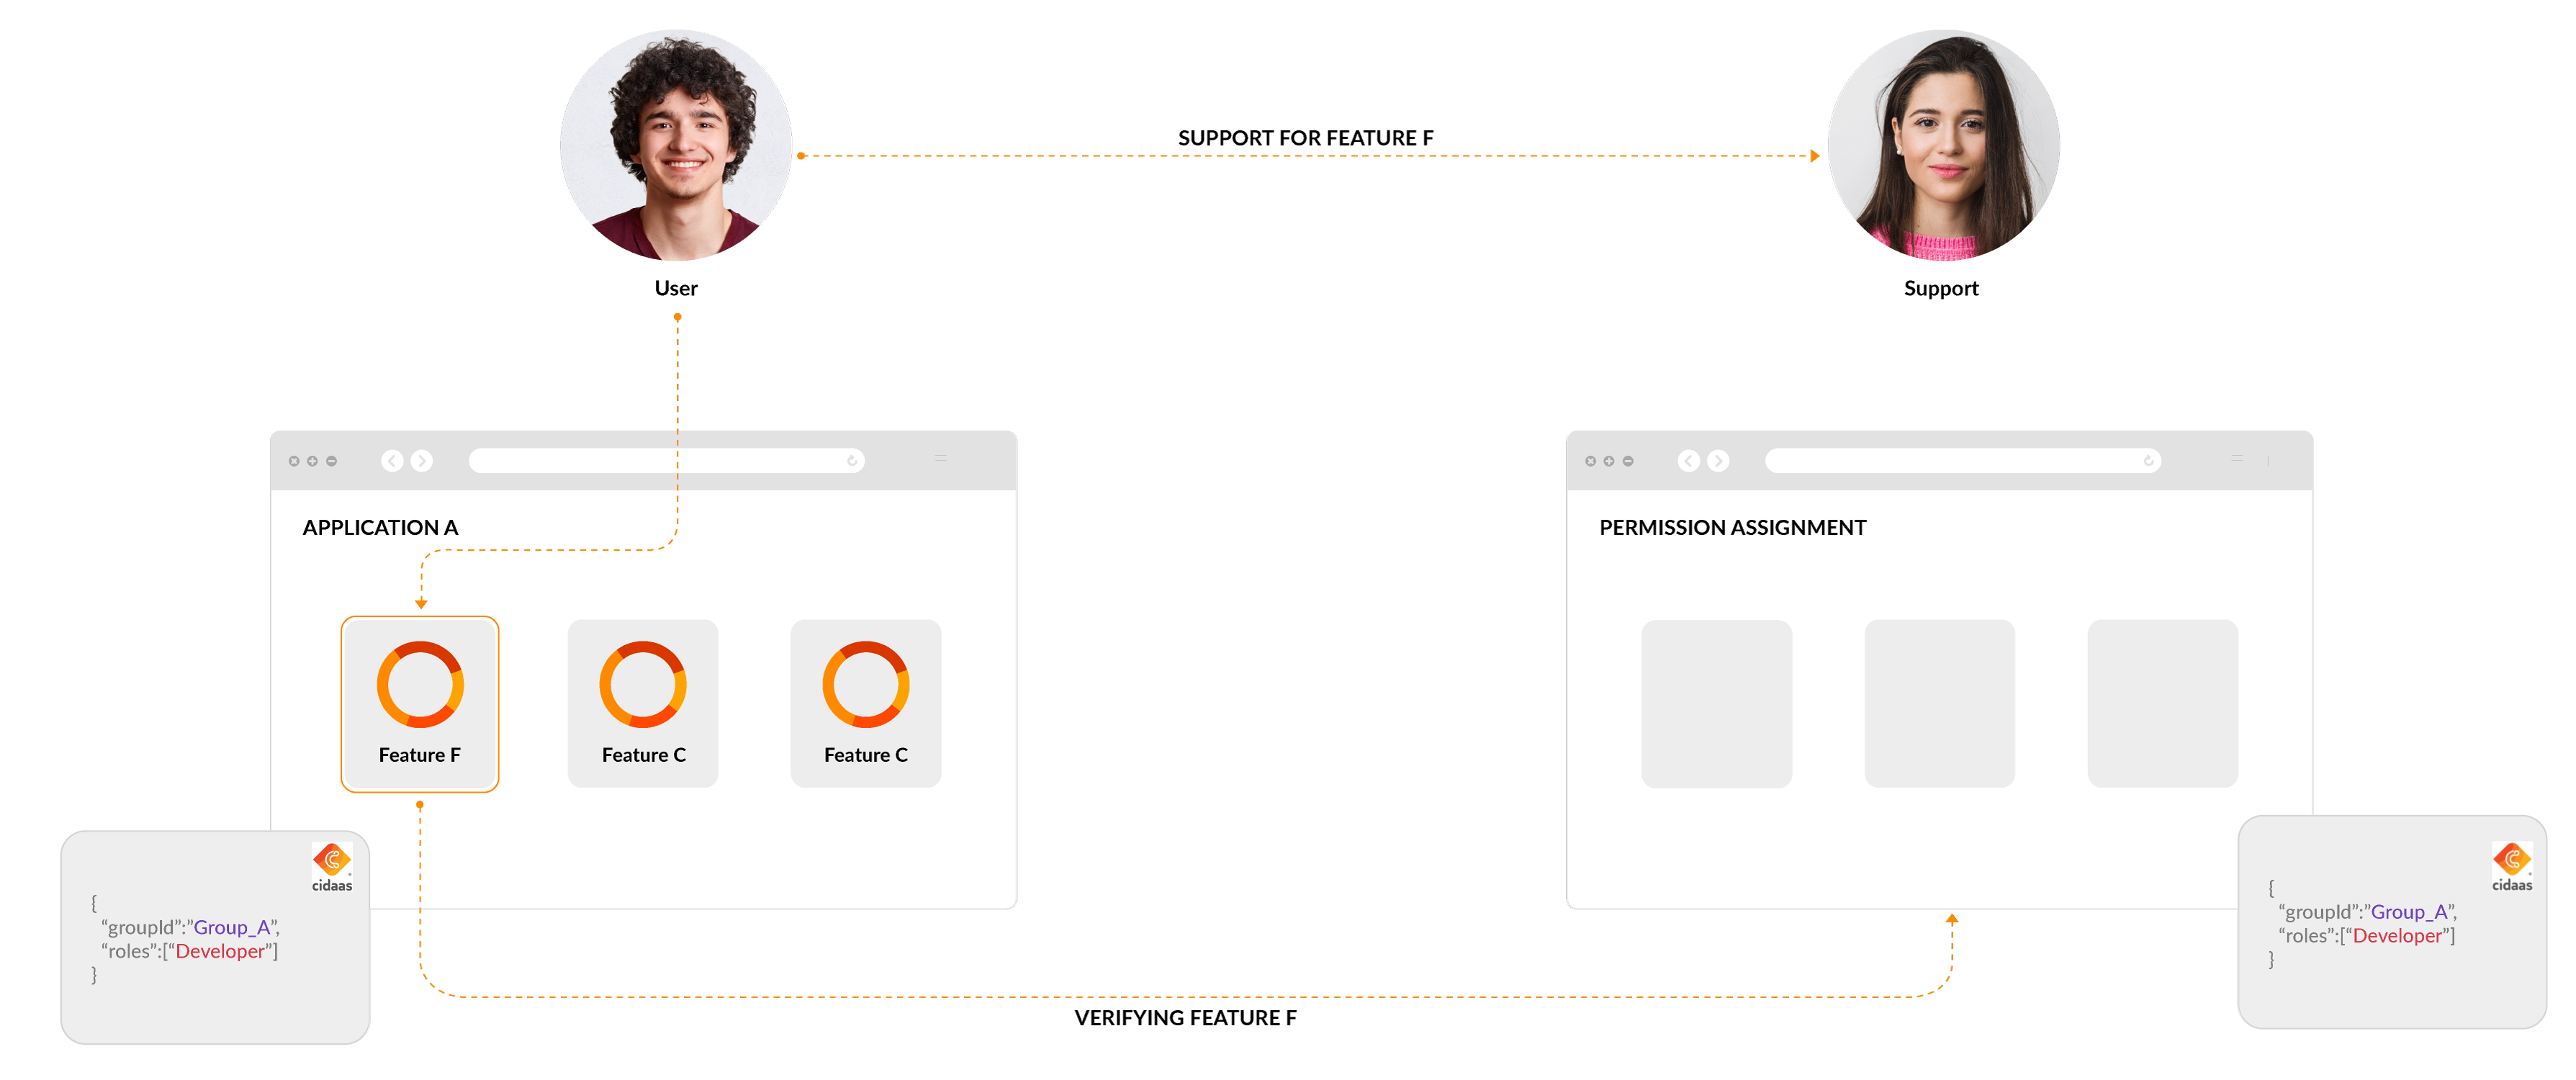 SUPPORT FOR FEATURE F
User
Support
APPLICATION A
PERMISSION ASSIGNMENT
Feature F
Feature C
Feature C
cidaas
{
“groupId”:”Group_A”,
“roles”:[“Developer”]
}
cidaas
{
“groupId”:”Group_A”,
“roles”:[“Developer”]
}
VERIFYING FEATURE F